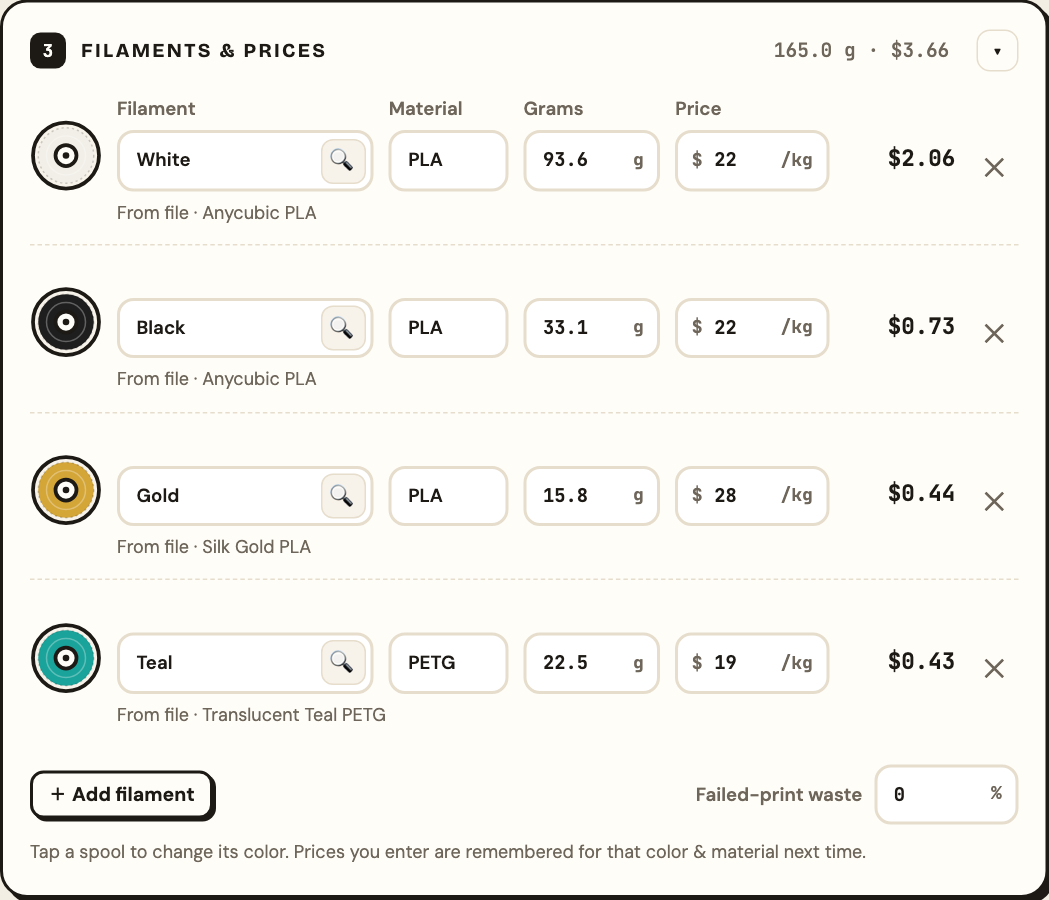 3 FILAMENTS & PRICES 165.0 g · $3.66 ▾
Filament Material Grams Price
White PLA 93.6 g $ 22 /kg $2.06 ×
From file · Anycubic PLA
Black PLA 33.1 g $ 22 /kg $0.73 ×
From file · Anycubic PLA
Gold PLA 15.8 g $ 28 /kg $0.44 ×
From file · Silk Gold PLA
Teal PETG 22.5 g $ 19 /kg $0.43 ×
From file · Translucent Teal PETG
+ Add filament Failed-print waste 0 %
Tap a spool to change its color. Prices you enter are remembered for that color & material next time.